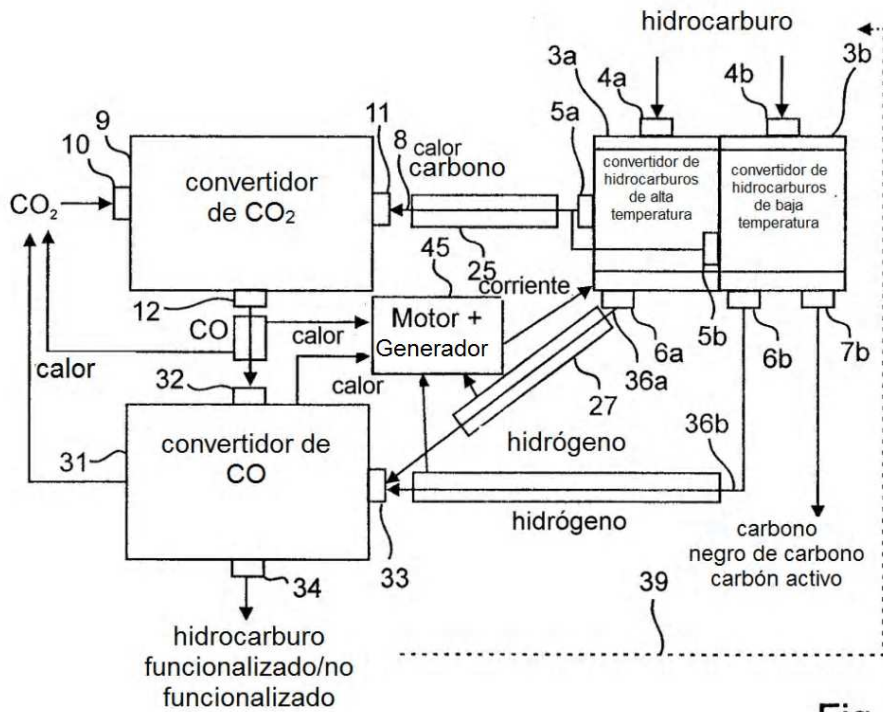 hidrocarburo
3a
3b
4a
4b
5a
9
11
10
8
calor
carbono
CO₂
convertidor
de CO₂
convertidor de
hidrocarburos
de alta
temperatura
convertidor de
hidrocarburos
de baja
temperatura
25
45
5b
corriente
12
CO
calor
Motor +
Generador
6a
6b
7b
36a
calor
32
calor
27
31
convertidor de
CO
hidrógeno
36b
hidrógeno
33
34
carbono
negro de carbono
carbón activo
39
hidrocarburo
funcionalizado/no
funcionalizado